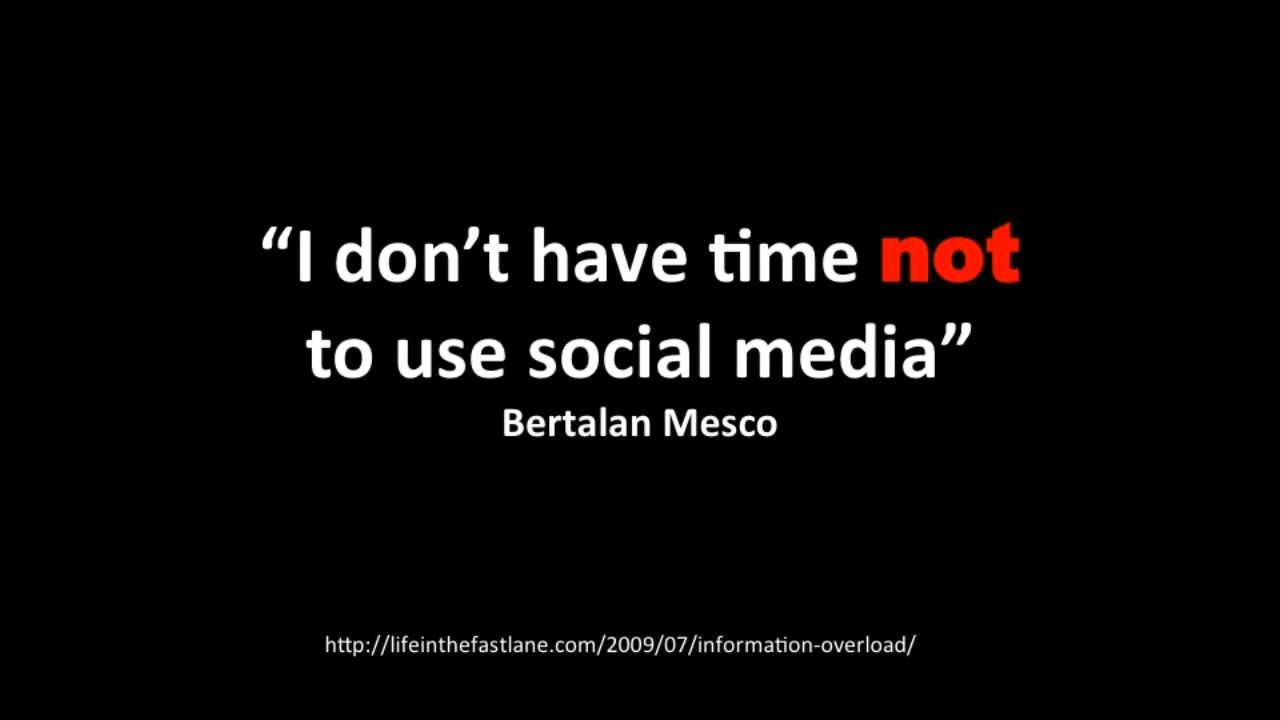 “I don’t have time not
to use social media”
Bertalan Mesco
http://lifeinthefastlane.com/2009/07/information-overload/